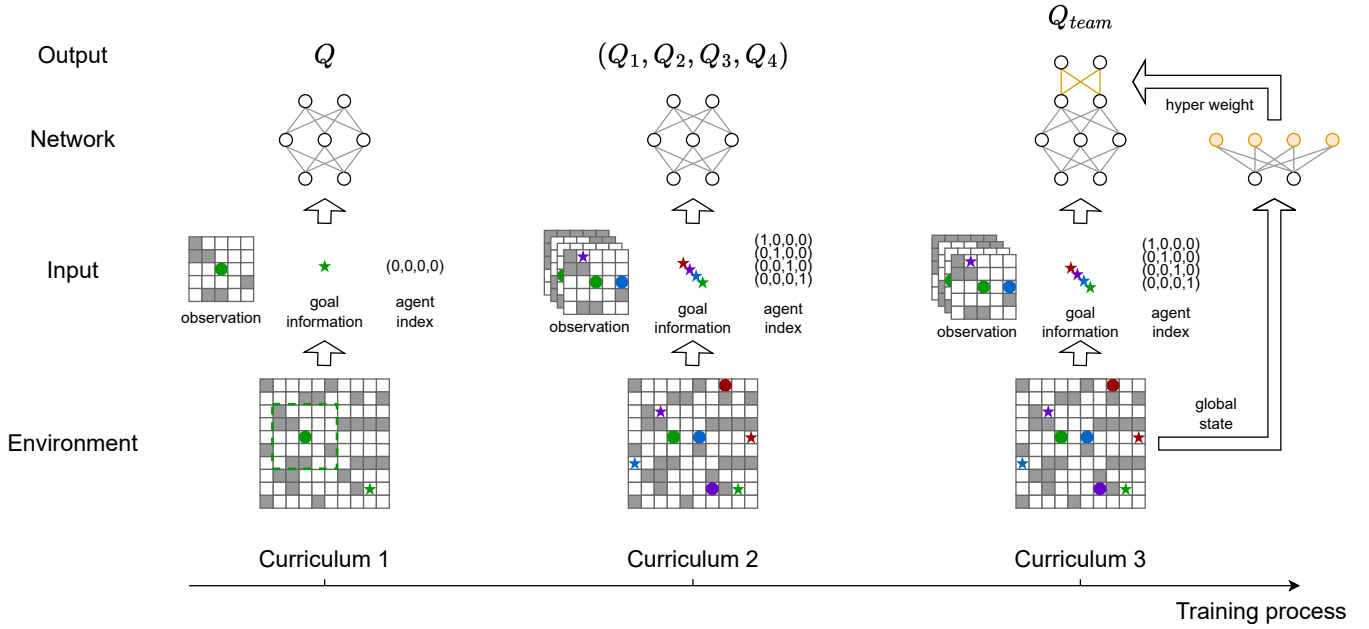 Output
Q
(Q1, Q2, Q3, Q4)
Qteam
hyper weight
Network
Input
(0,0,0,0)
observation
goal
information
agent
index
(1,0,0,0)
(0,1,0,0)
(0,0,1,0)
(0,0,0,1)
observation
goal
information
agent
index
(1,0,0,0)
(0,1,0,0)
(0,0,1,0)
(0,0,0,1)
observation
goal
information
agent
index
Environment
global
state
Curriculum 1
Curriculum 2
Curriculum 3
Training process